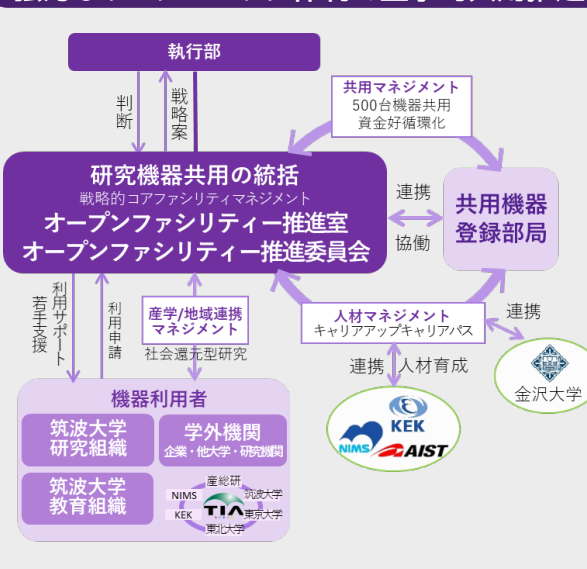 執行部
判断
戦略案
共用マネジメント
500台機器共用
資金好循環化
研究機器共用の統括
戦略的コアファシリティマネジメント
オープンファシリティー推進室
オープンファシリティー推進委員会
連携
協働
共用機器
登録部局
利用サポート
若手支援
利用申請
産学/地域連携
マネジメント
社会還元型研究
人材マネジメント
キャリアアップキャリアパス
連携
金沢大学
連携
人材育成
KEK
NIMS
AIST
機器利用者
筑波大学
研究組織
学外機関
企業・他大学・研究機関
筑波大学
教育組織
産総研
NIMS
筑波大学
KEK
TIA
東京大学
東北大学